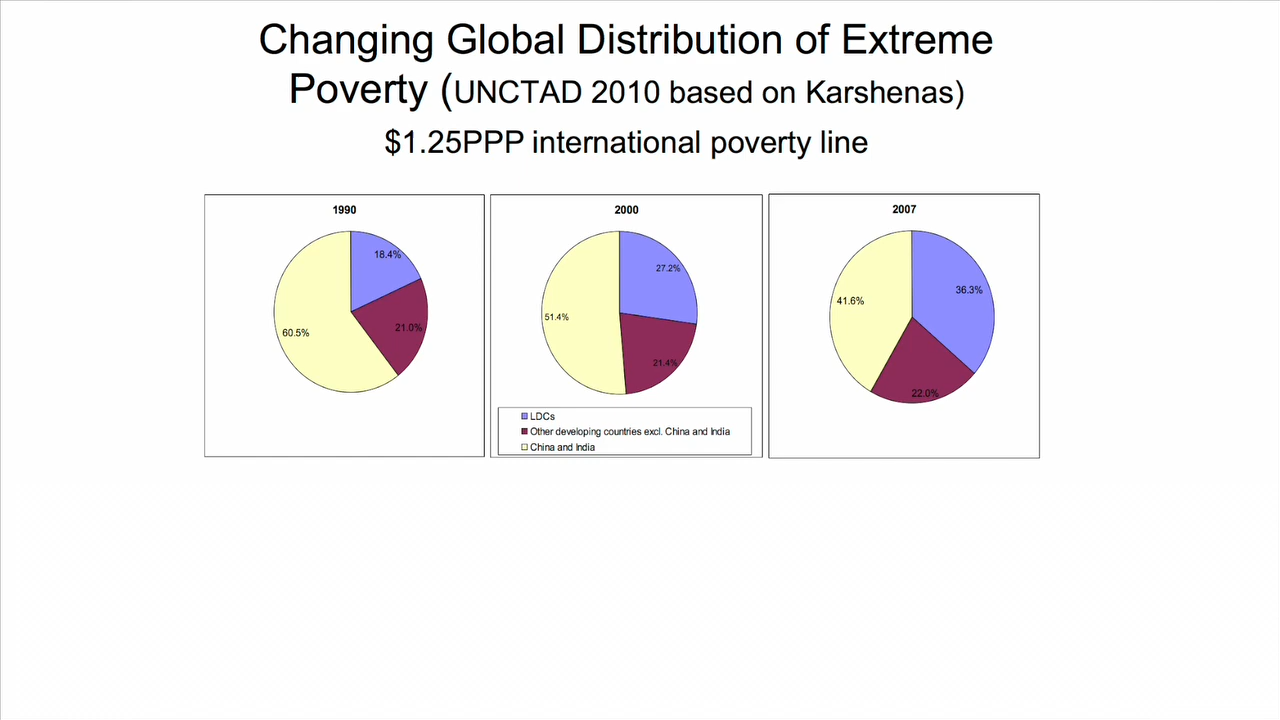 Changing Global Distribution of Extreme
Poverty (UNCTAD 2010 based on Karshenas)
$1.25PPP international poverty line
1990
18.4%
21.0%
60.5%
2000
27.2%
51.4%
21.4%
LDCs
Other developing countries excl. China and India
China and India
2007
36.3%
41.6%
22.0%